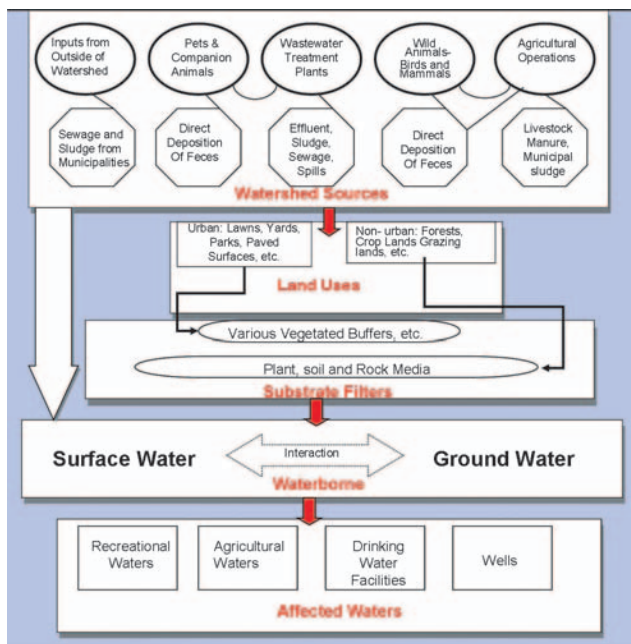 Inputs from
Outside of
Watershed
Pets &
Companion
Animals
Wastewater
Treatment
Plants
Wild
Animals-
Birds and
Mammals
Agricultural
Operations
Sewage and
Sludge from
Municipalities
Direct
Deposition
Of Feces
Effluent,
Sludge,
Sewage,
Spills
Direct
Deposition
Of Feces
Livestock
Manure,
Municipal
sludge
Watershed Sources
Urban: Lawns, Yards,
Parks, Paved
Surfaces, etc.
Non- urban: Forests,
Crop Lands Grazing
lands, etc.
Land Uses
Various Vegetated Buffers, etc.
Plant, soil and Rock Media
Substrate Filters
Surface Water
Interaction
Ground Water
Waterborne
Recreational
Waters
Agricultural
Waters
Drinking
Water
Facilities
Wells
Affected Waters